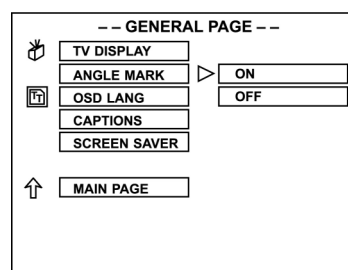 -- GENERAL PAGE --
TV DISPLAY
ANGLE MARK ON
OSD LANG OFF
CAPTIONS
SCREEN SAVER
MAIN PAGE